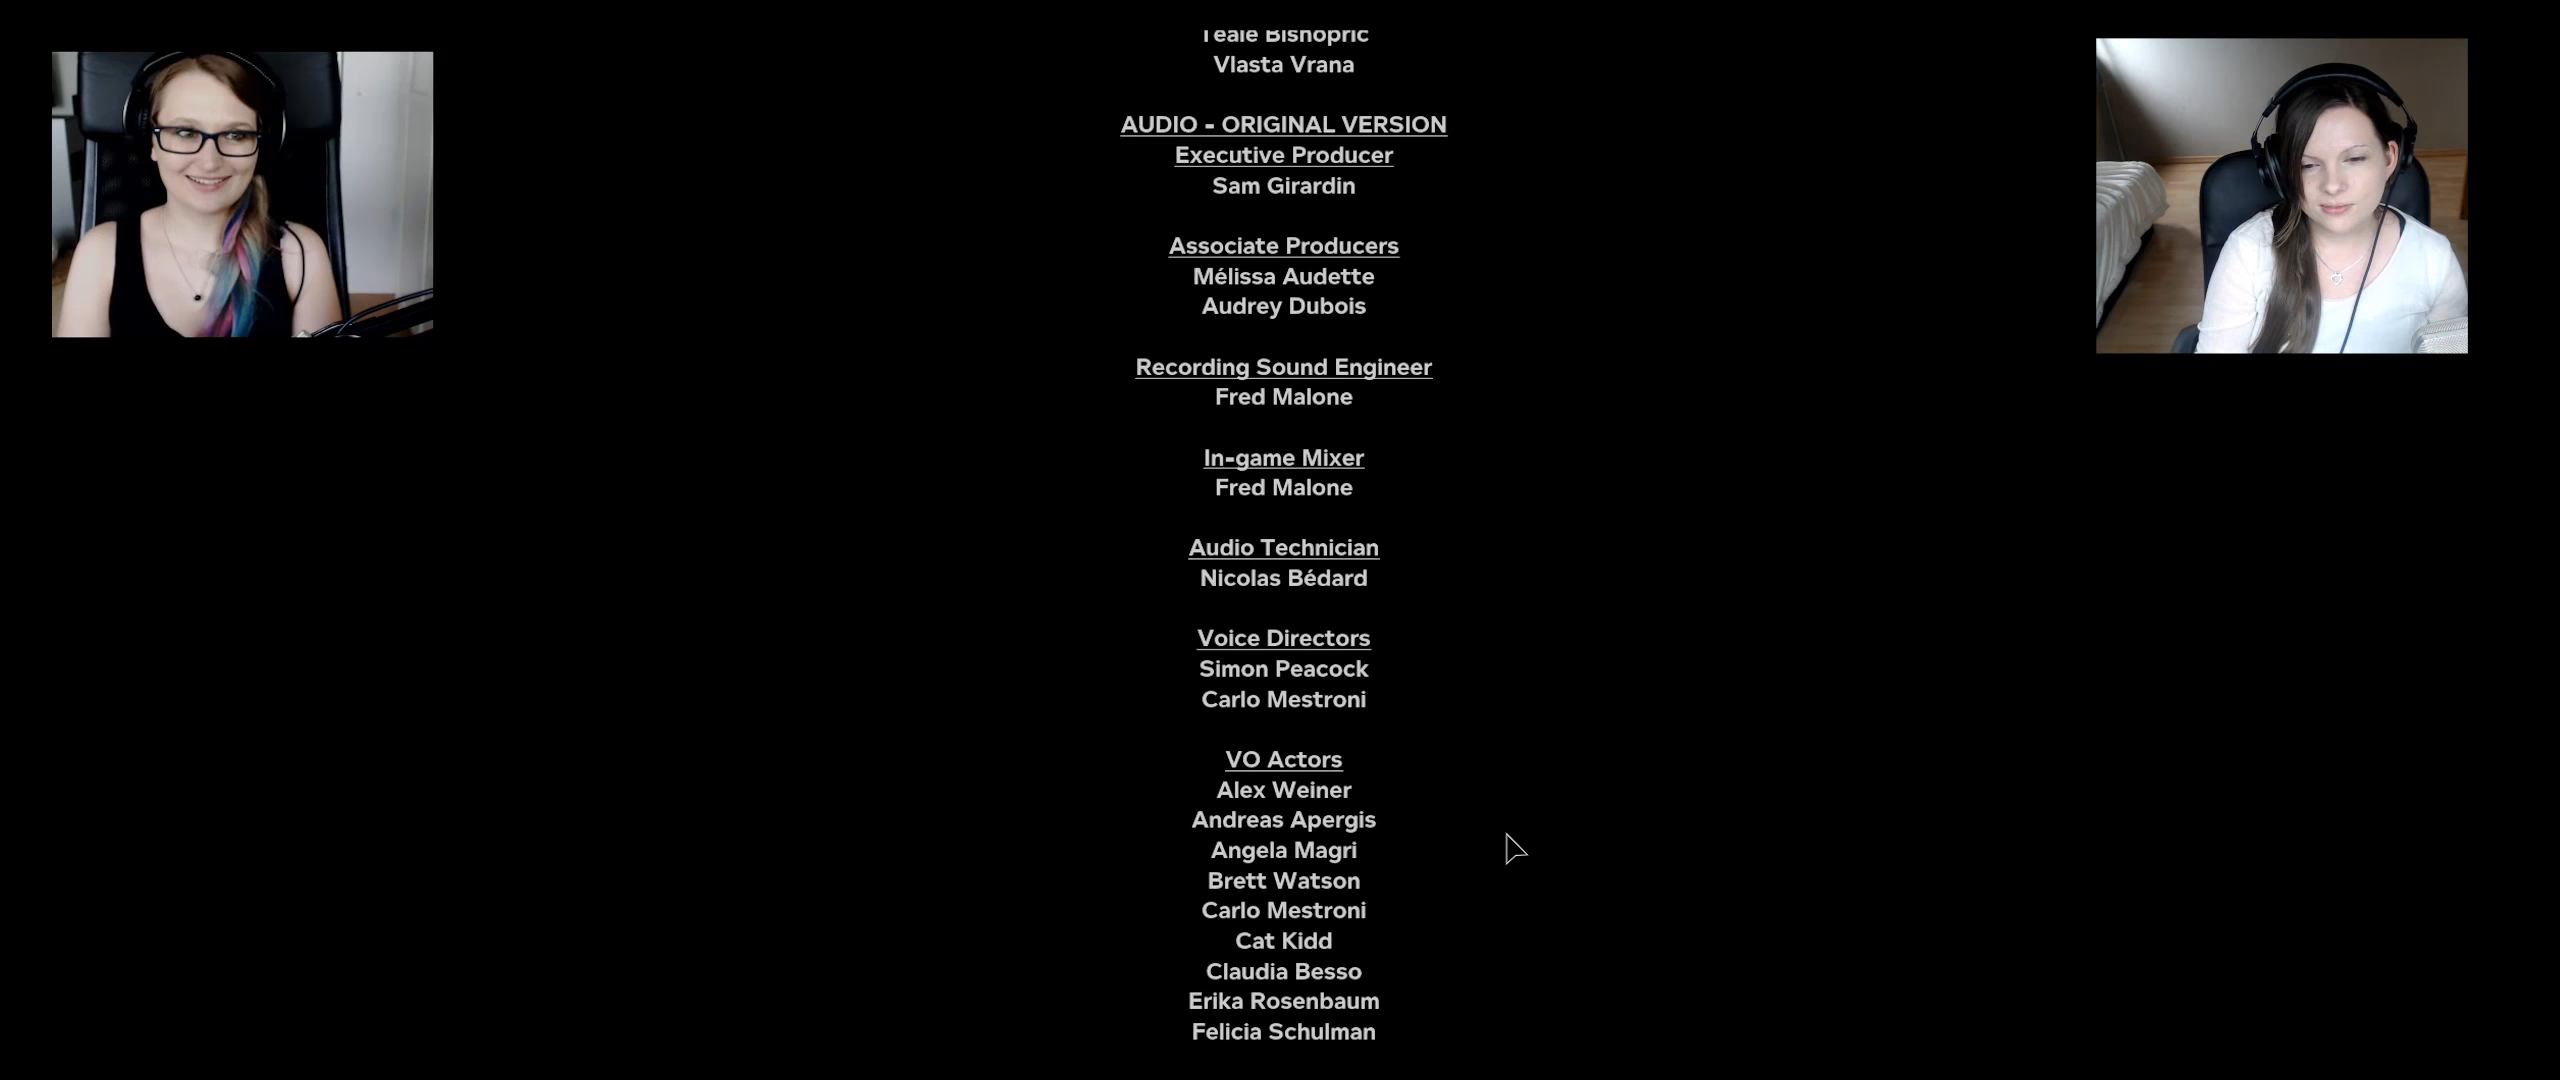 Teale Bishopric
Vlasta Vrana
AUDIO - ORIGINAL VERSION
Executive Producer
Sam Girardin
Associate Producers
Mélissa Audette
Audrey Dubois
Recording Sound Engineer
Fred Malone
In-game Mixer
Fred Malone
Audio Technician
Nicolas Bédard
Voice Directors
Simon Peacock
Carlo Mestroni
VO Actors
Alex Weiner
Andreas Apergis
Angela Magri
Brett Watson
Carlo Mestroni
Cat Kidd
Claudia Besso
Erika Rosenbaum
Felicia Schulman